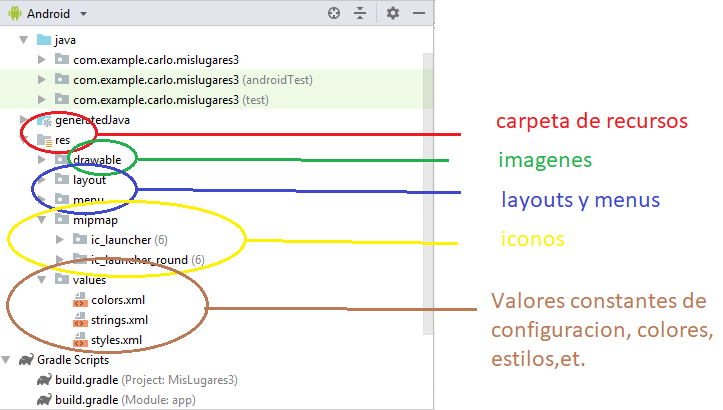 Android
java
com.example.carlo.mislugares3
com.example.carlo.mislugares3 (androidTest)
com.example.carlo.mislugares3 (test)
generatedJava
res
drawable
layout
menu
mipmap
ic_launcher (6)
ic_launcher_round (6)
values
colors.xml
strings.xml
styles.xml
Gradle Scripts
build.gradle (Project: MisLugares3)
build.gradle (Module: app)
carpeta de recursos
imagenes
layouts y menus
iconos
Valores constantes de
configuracion, colores,
estilos,et.